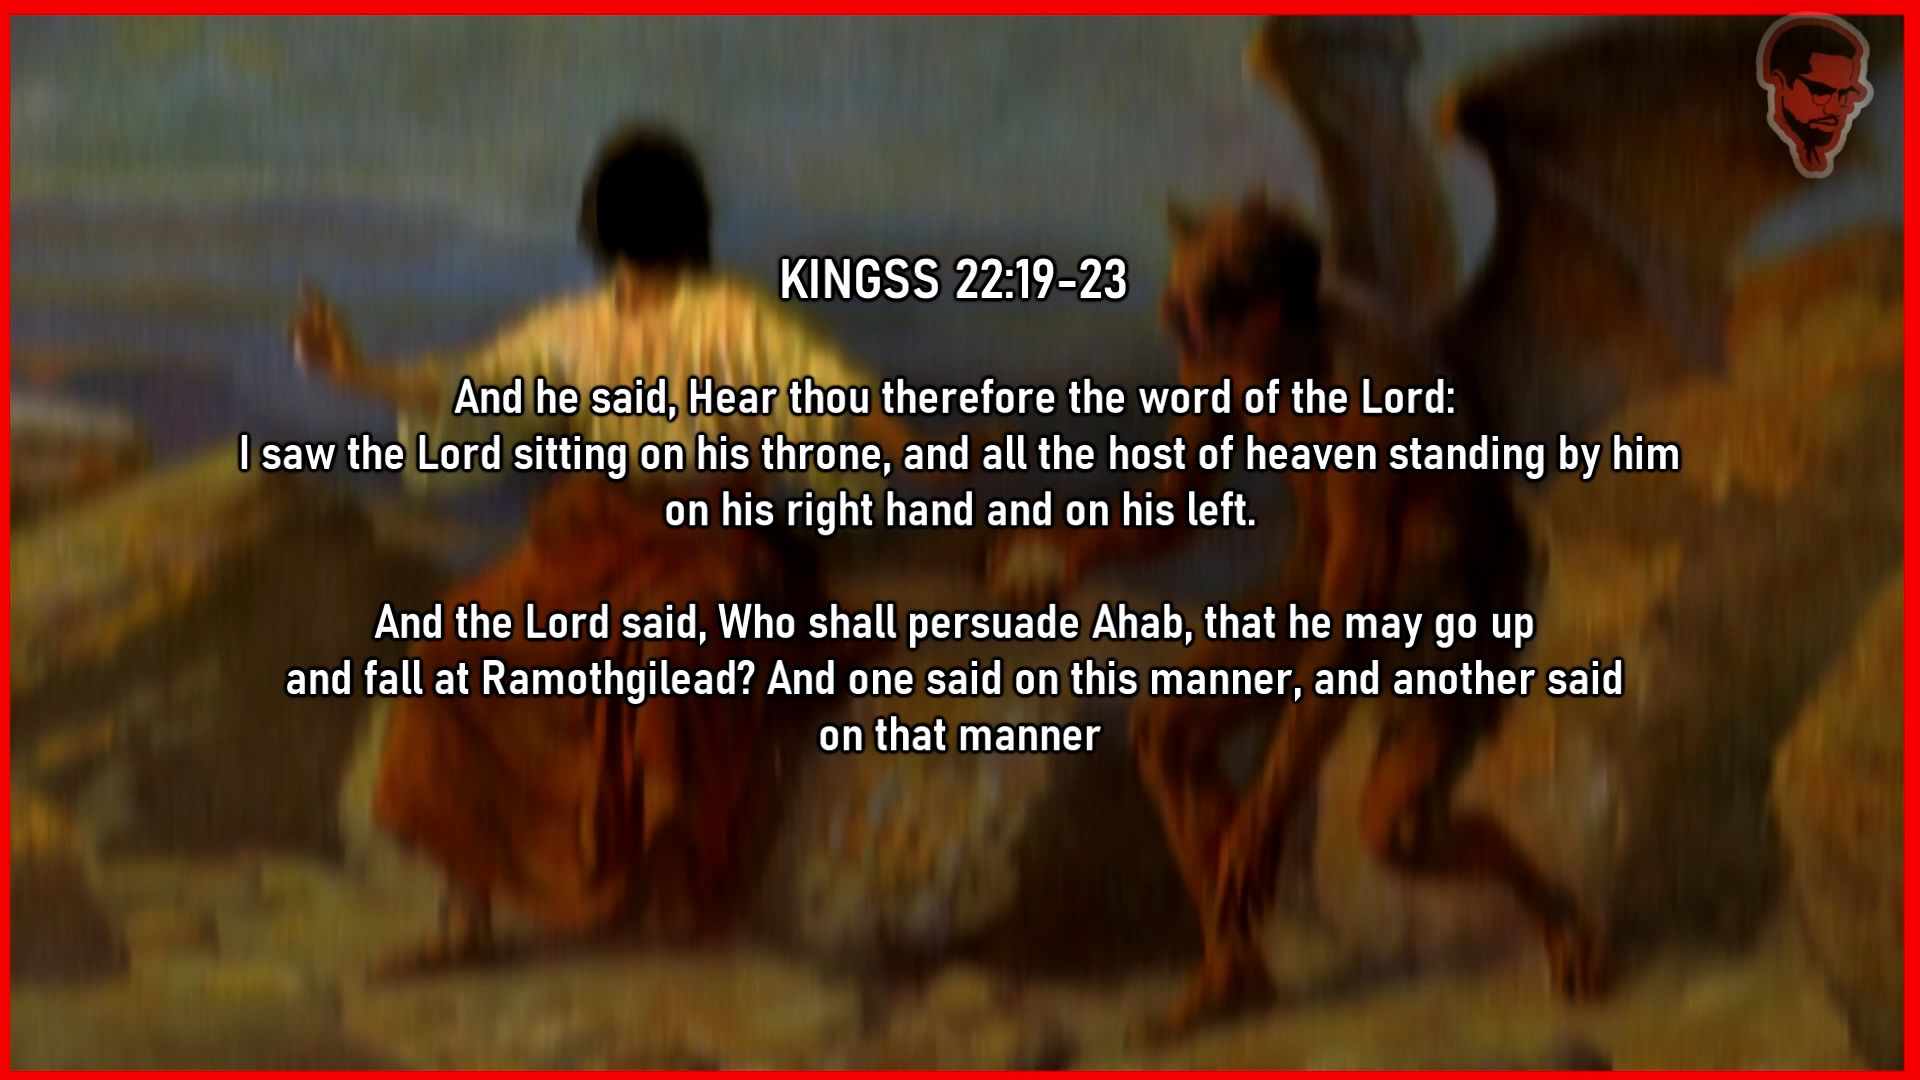 KINGSS 22:19-23
And he said, Hear thou therefore the word of the Lord:
I saw the Lord sitting on his throne, and all the host of heaven standing by him
on his right hand and on his left.
And the Lord said, Who shall persuade Ahab, that he may go up
and fall at Ramothgilead? And one said on this manner, and another said
on that manner